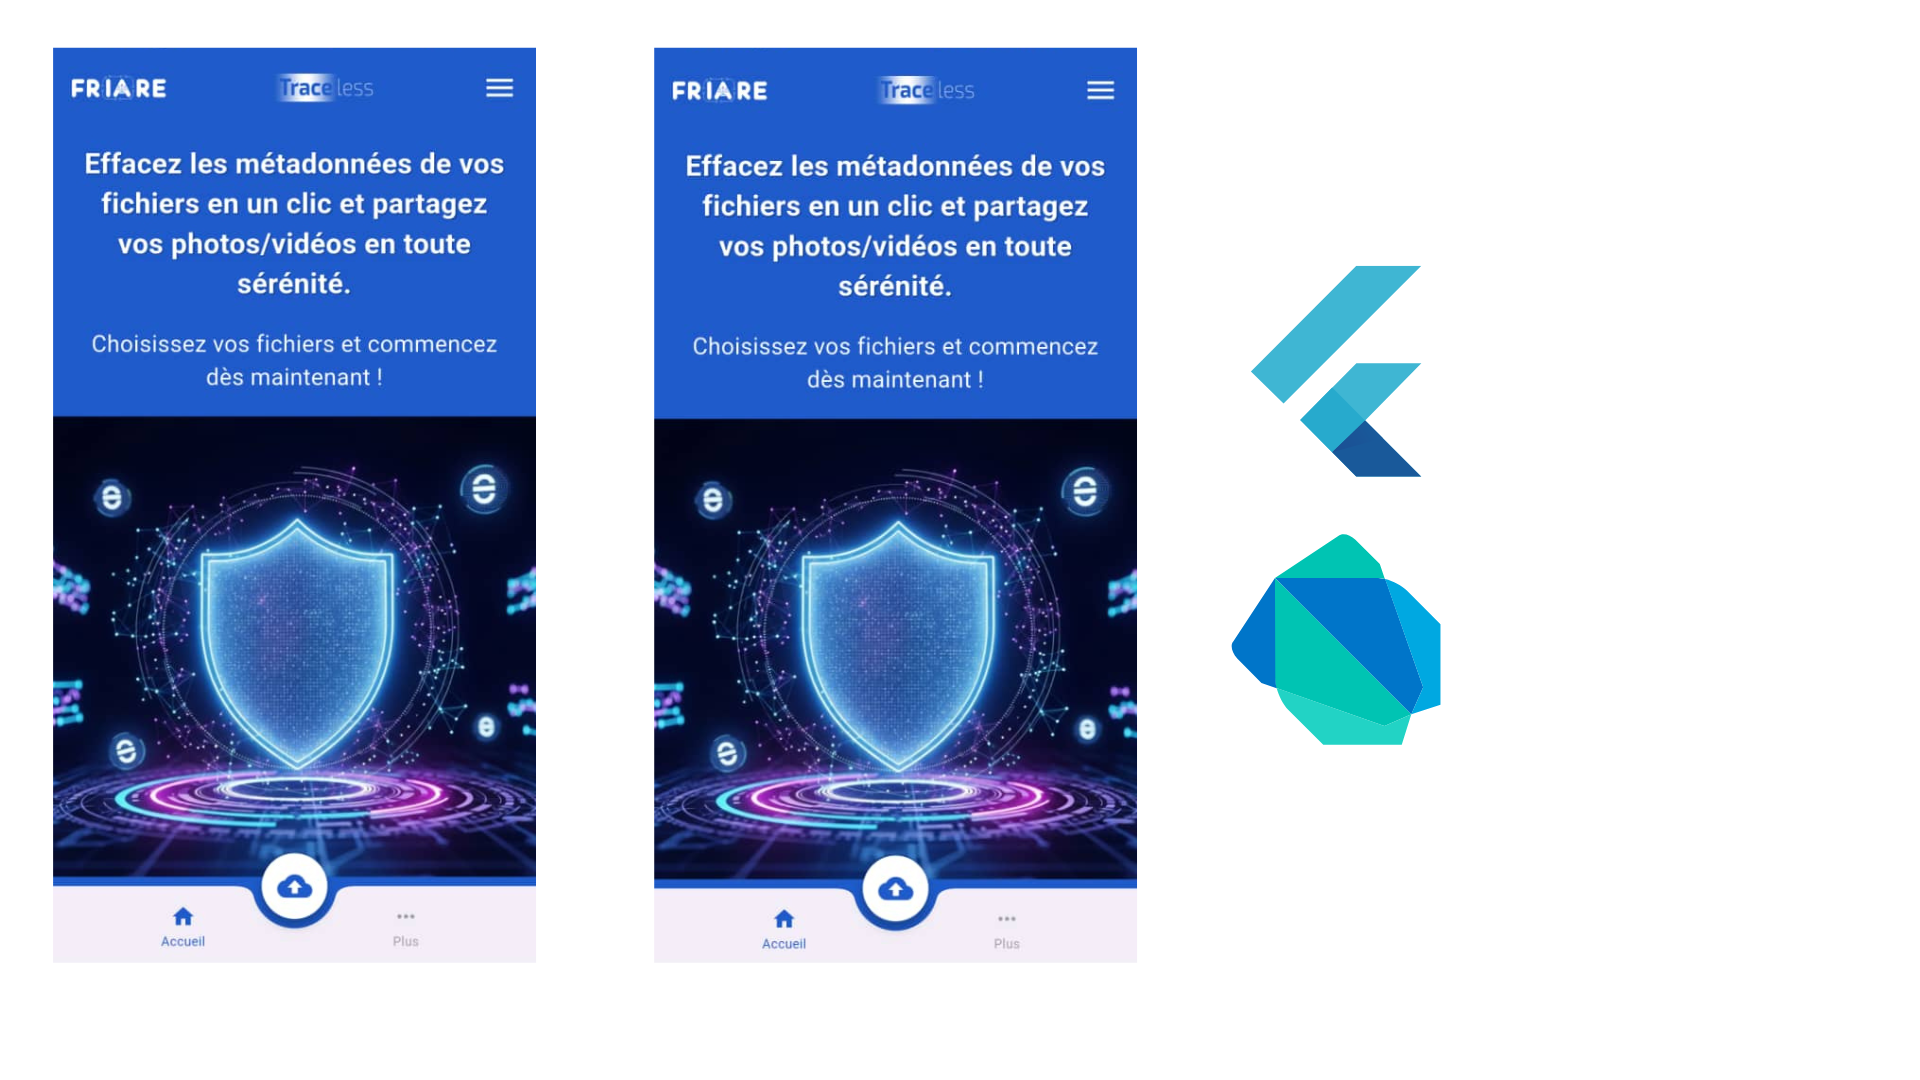 FRIARE
Traceless
Effacez les métadonnées de vos
fichiers en un clic et partagez
vos photos/vidéos en toute
sérénité.
Choisissez vos fichiers et commencez
dès maintenant !
Accueil
Plus
FRIARE
Traceless
Effacez les métadonnées de vos
fichiers en un clic et partagez
vos photos/vidéos en toute
sérénité.
Choisissez vos fichiers et commencez
dès maintenant !
Accueil
Plus